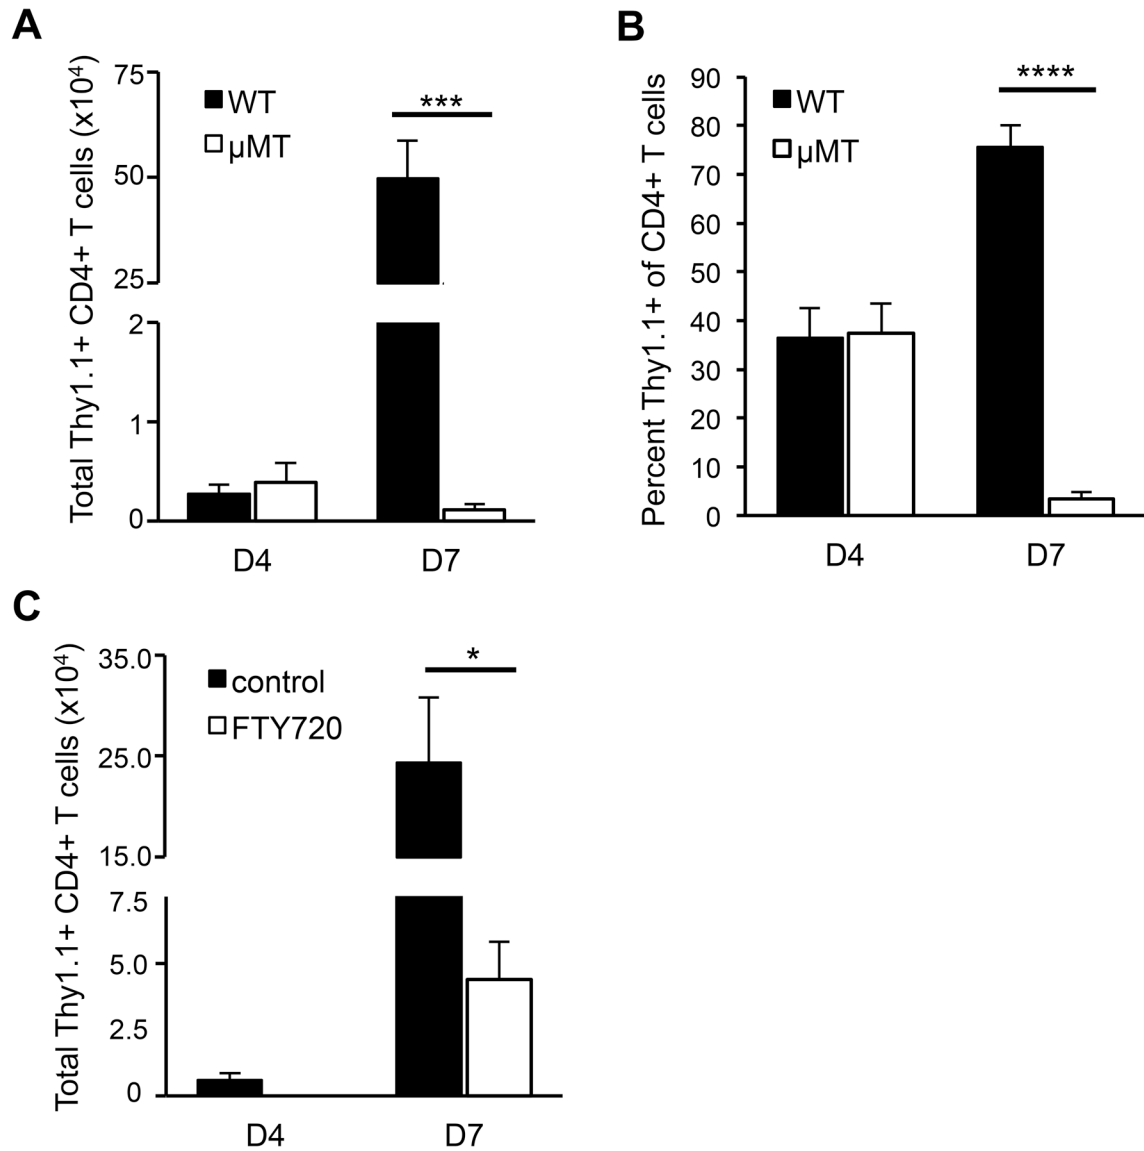 A
Total Thy1.1+ CD4+ T cells (x10⁴)
75
50
25
2
1
0
WT
µMT
***
D4 D7
B
Percent Thy1.1+ of CD4+ T cells
90
80
70
60
50
40
30
20
10
0
WT
µMT
****
D4 D7
C
Total Thy1.1+ CD4+ T cells (x10⁴)
35.0
25.0
15.0
7.5
5.0
2.5
0
control
FTY720
*
D4 D7